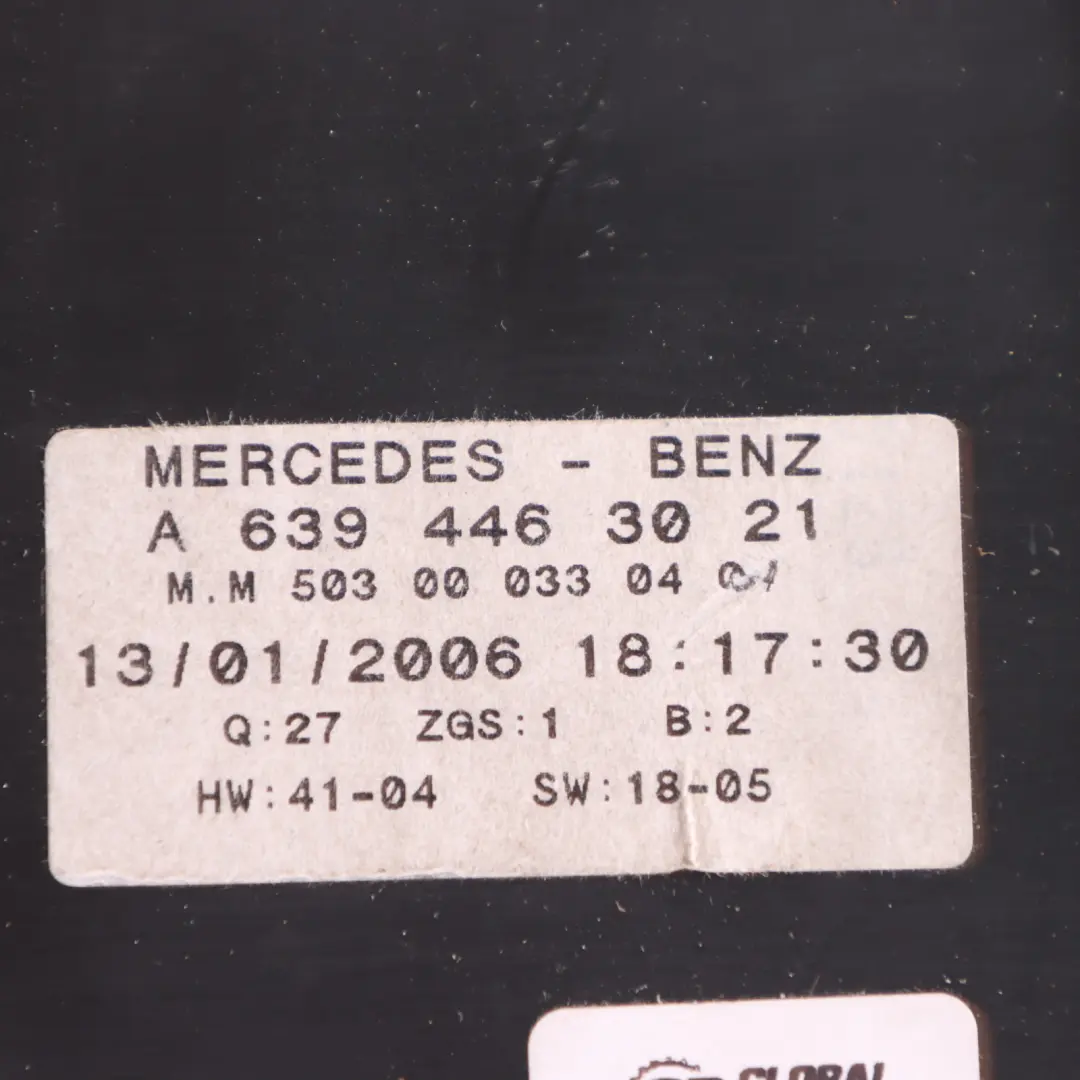 MERCEDES - BENZ
A 639 446 30 21
M.M 503 00 033 04
13/01/2006 18:17:30
Q:27 ZGS:1 B:2
HW:41-04 SW:18-05
GLOBAL